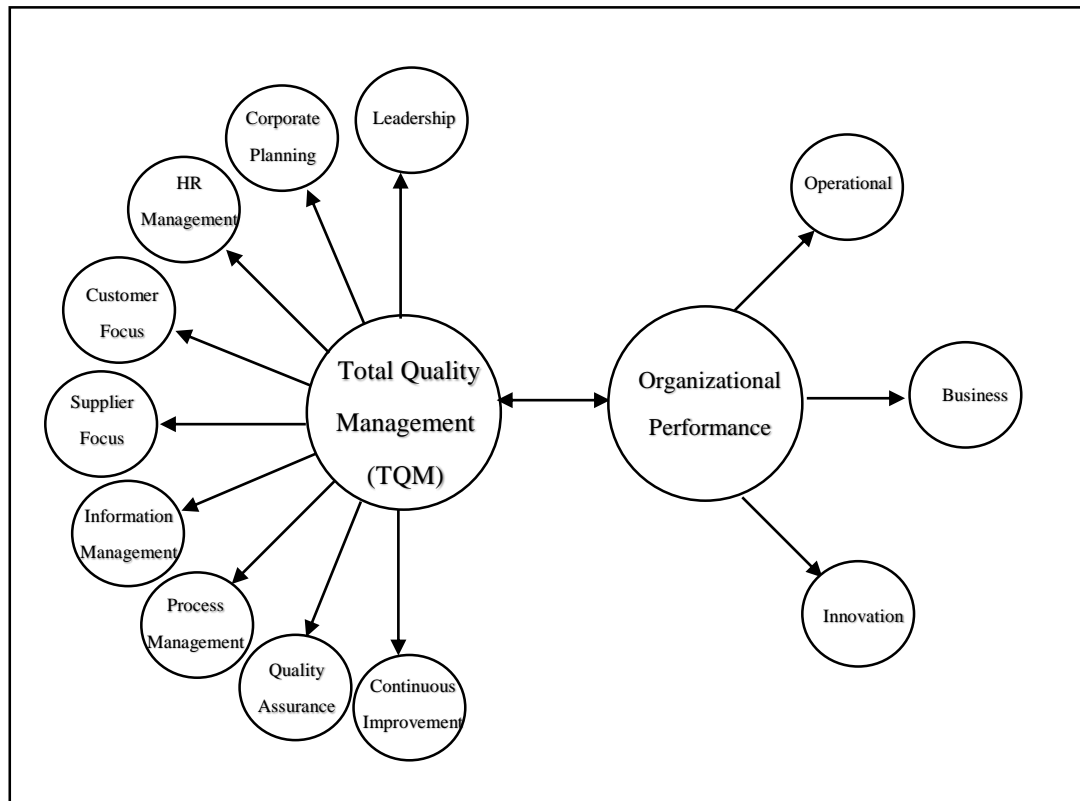 Leadership
Corporate
Planning
HR
Management
Customer
Focus
Supplier
Focus
Information
Management
Process
Management
Quality
Assurance
Continuous
Improvement
Total Quality
Management
(TQM)
Organizational
Performance
Operational
Business
Innovation